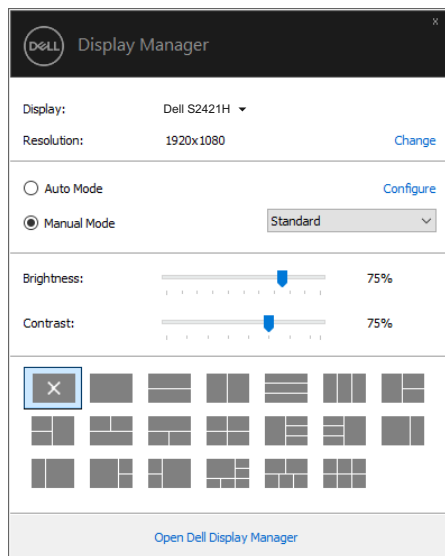 x
DELL Display Manager
Display: Dell S2421H
Resolution: 1920x1080 Change
Auto Mode Configure
Manual Mode Standard
Brightness: 75%
Contrast: 75%
Open Dell Display Manager